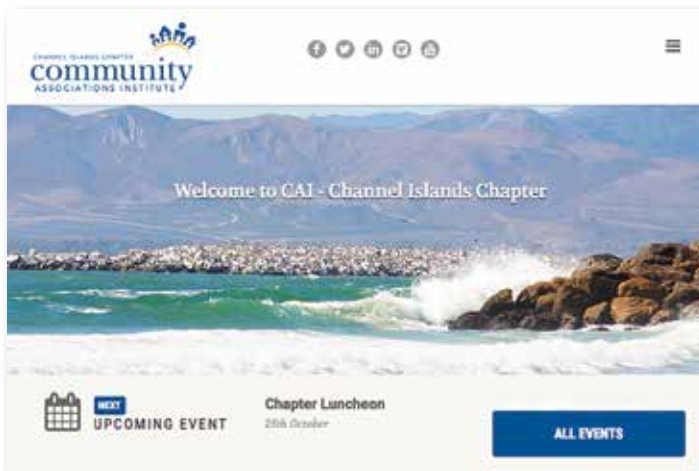 CHANNEL ISLANDS CHAPTER
community
ASSOCIATIONS INSTITUTE
Welcome to CAI - Channel Islands Chapter
NEXT
UPCOMING EVENT
Chapter Luncheon
25th October
ALL EVENTS